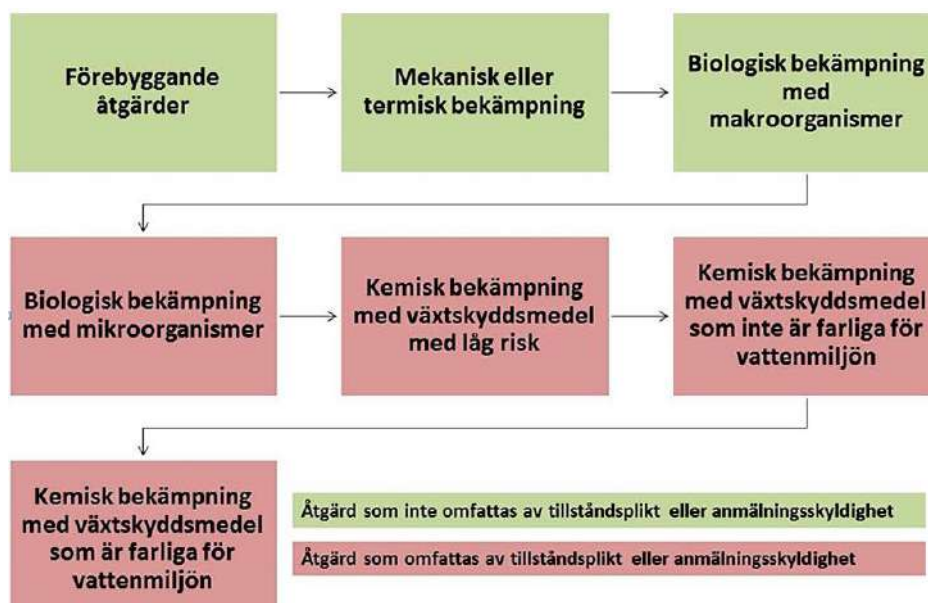 Förebyggande
åtgärder
Mekanisk eller
termisk bekämpning
Biologisk bekämpning
med
makroorganismer
Biologisk bekämpning
med mikroorganismer
Kemisk bekämpning
med växtskyddsmedel
med låg risk
Kemisk bekämpning
med växtskyddsmedel
som inte är farliga för
vattenmiljön
Kemisk bekämpning
med växtskyddsmedel
som är farliga för
vattenmiljön
Åtgärd som inte omfattas av tillståndsplikt eller anmälningsskyldighet
Åtgärd som omfattas av tillståndsplikt eller anmälningsskyldighet